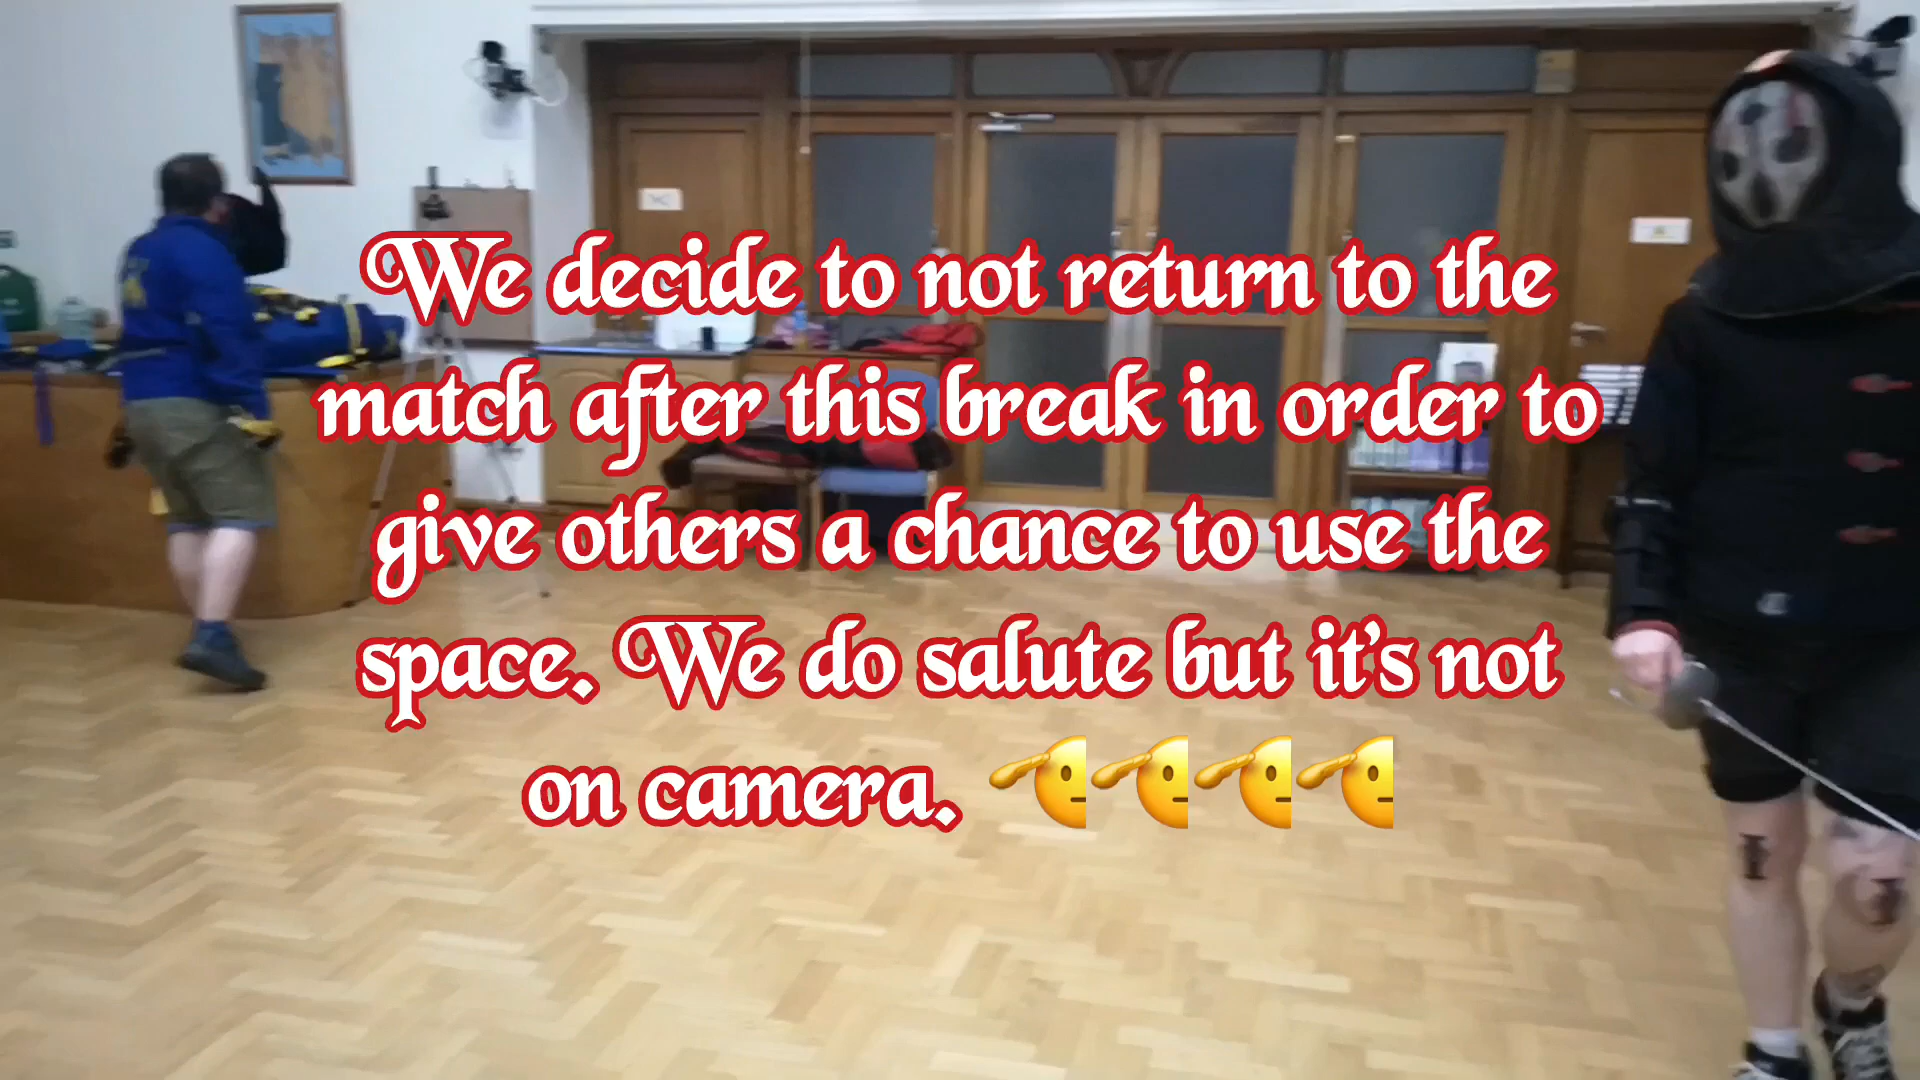 We decide to not return to the
match after this break in order to
give others a chance to use the
space. We do salute but it's not
on camera. 🫡🫡🫡🫡